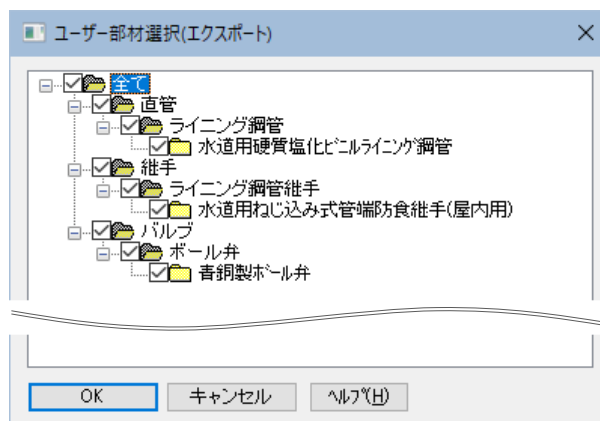 ユーザー部材選択(エクスポート)
全て
直管
ライニング鋼管
水道用硬質塩化ﾋﾞﾆﾙﾗｲﾆﾝｸﾞ鋼管
継手
ライニング鋼管継手
水道用ねじ込み式管端防食継手(屋内用)
バルブ
ボール弁
青銅製ﾎﾞｰﾙ弁
OK
キャンセル
ﾍﾙﾌﾟ(H)